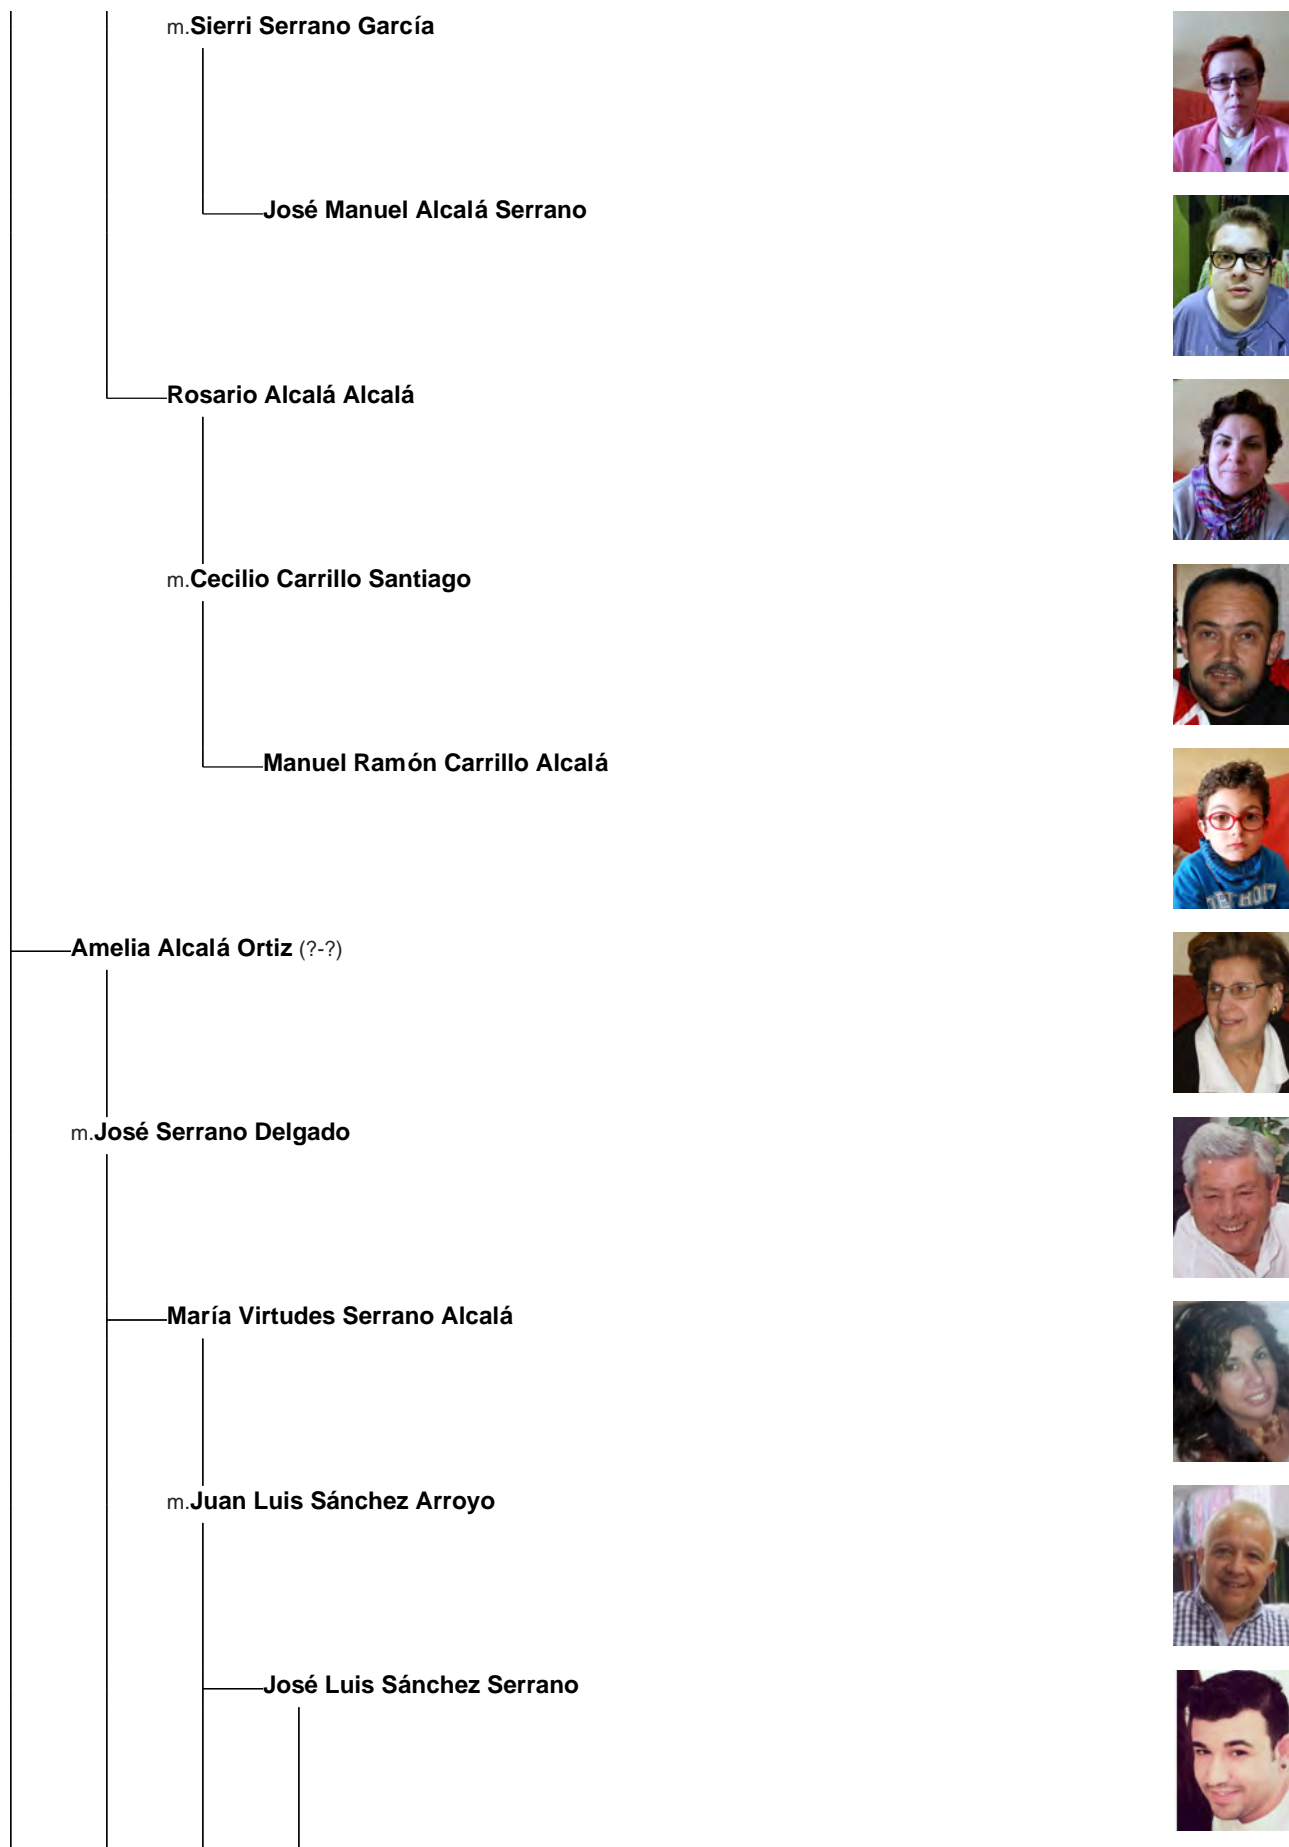 m.Sierri Serrano García
José Manuel Alcalá Serrano
Rosario Alcalá Alcalá
m.Cecilio Carrillo Santiago
Manuel Ramón Carrillo Alcalá
Amelia Alcalá Ortiz (?-?)
m.José Serrano Delgado
María Virtudes Serrano Alcalá
m.Juan Luis Sánchez Arroyo
José Luis Sánchez Serrano